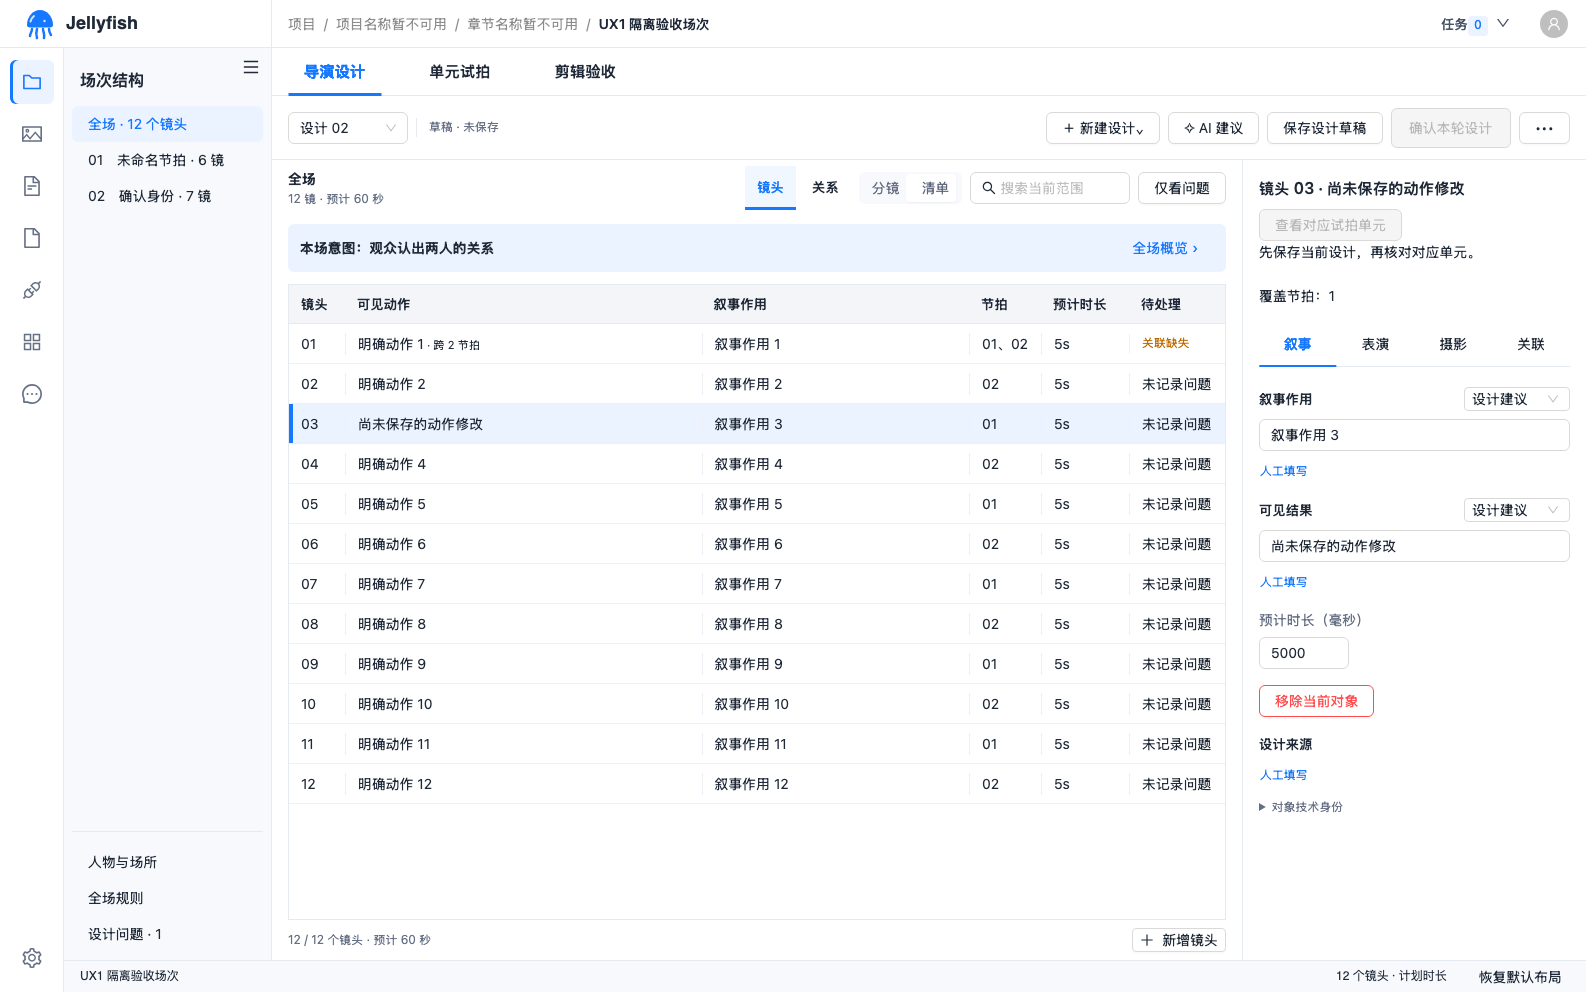 Jellyfish
项目 / 项目名称暂不可用 / 章节名称暂不可用 / UX1 隔离验收场次
任务 0
场次结构
全场 · 12 个镜头
01 未命名节拍 · 6 镜
02 确认身份 · 7 镜
人物与场所
全场规则
设计问题 · 1
导演设计 单元试拍 剪辑验收
设计 02 草稿 · 未保存
+ 新建设计 AI 建议 保存设计草稿 确认本轮设计 ···
全场
12 镜 · 预计 60 秒
镜头 关系 分镜 清单 搜索当前范围 仅看问题
本场意图：观众认出两人的关系 全场概览 ›
镜头 可见动作 叙事作用 节拍 预计时长 待处理
01 明确动作 1 · 跨 2 节拍 叙事作用 1 01、02 5s 关联缺失
02 明确动作 2 叙事作用 2 02 5s 未记录问题
03 尚未保存的动作修改 叙事作用 3 01 5s 未记录问题
04 明确动作 4 叙事作用 4 02 5s 未记录问题
05 明确动作 5 叙事作用 5 01 5s 未记录问题
06 明确动作 6 叙事作用 6 02 5s 未记录问题
07 明确动作 7 叙事作用 7 01 5s 未记录问题
08 明确动作 8 叙事作用 8 02 5s 未记录问题
09 明确动作 9 叙事作用 9 01 5s 未记录问题
10 明确动作 10 叙事作用 10 02 5s 未记录问题
11 明确动作 11 叙事作用 11 01 5s 未记录问题
12 明确动作 12 叙事作用 12 02 5s 未记录问题
12 / 12 个镜头 · 预计 60 秒
+ 新增镜头
镜头 03 · 尚未保存的动作修改
查看对应试拍单元
先保存当前设计，再核对对应单元。
覆盖节拍：1
叙事 表演 摄影 关联
叙事作用 设计建议
叙事作用 3
人工填写
可见结果 设计建议
尚未保存的动作修改
人工填写
预计时长（毫秒）
5000
移除当前对象
设计来源
人工填写
▶ 对象技术身份
UX1 隔离验收场次
12 个镜头 · 计划时长 恢复默认布局